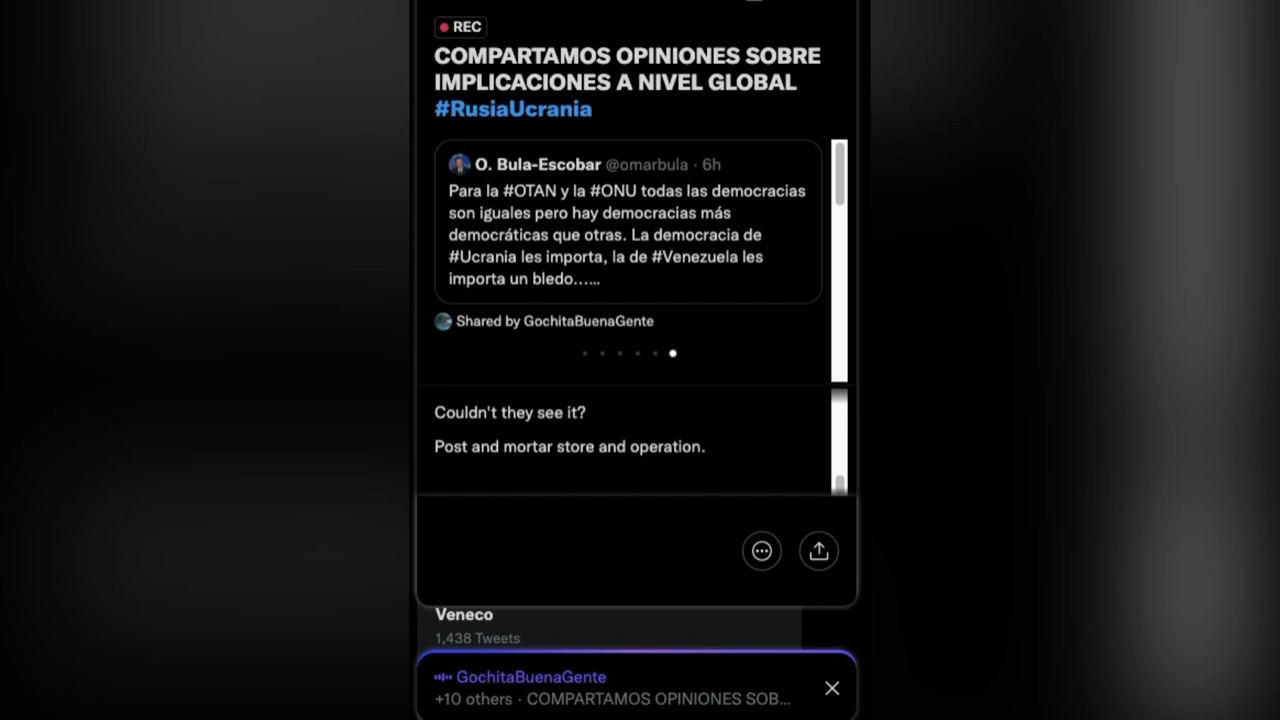 REC
COMPARTAMOS OPINIONES SOBRE
IMPLICACIONES A NIVEL GLOBAL
#RusiaUcrania
O. Bula-Escobar @omarbula · 6h
Para la #OTAN y la #ONU todas las democracias
son iguales pero hay democracias más
democráticas que otras. La democracia de
#Ucrania les importa, la de #Venezuela les
importa un bledo......
Shared by GochitaBuenaGente
Couldn't they see it?
Post and mortar store and operation.
Veneco
1,438 Tweets
GochitaBuenaGente
+10 others · COMPARTAMOS OPINIONES SOB...